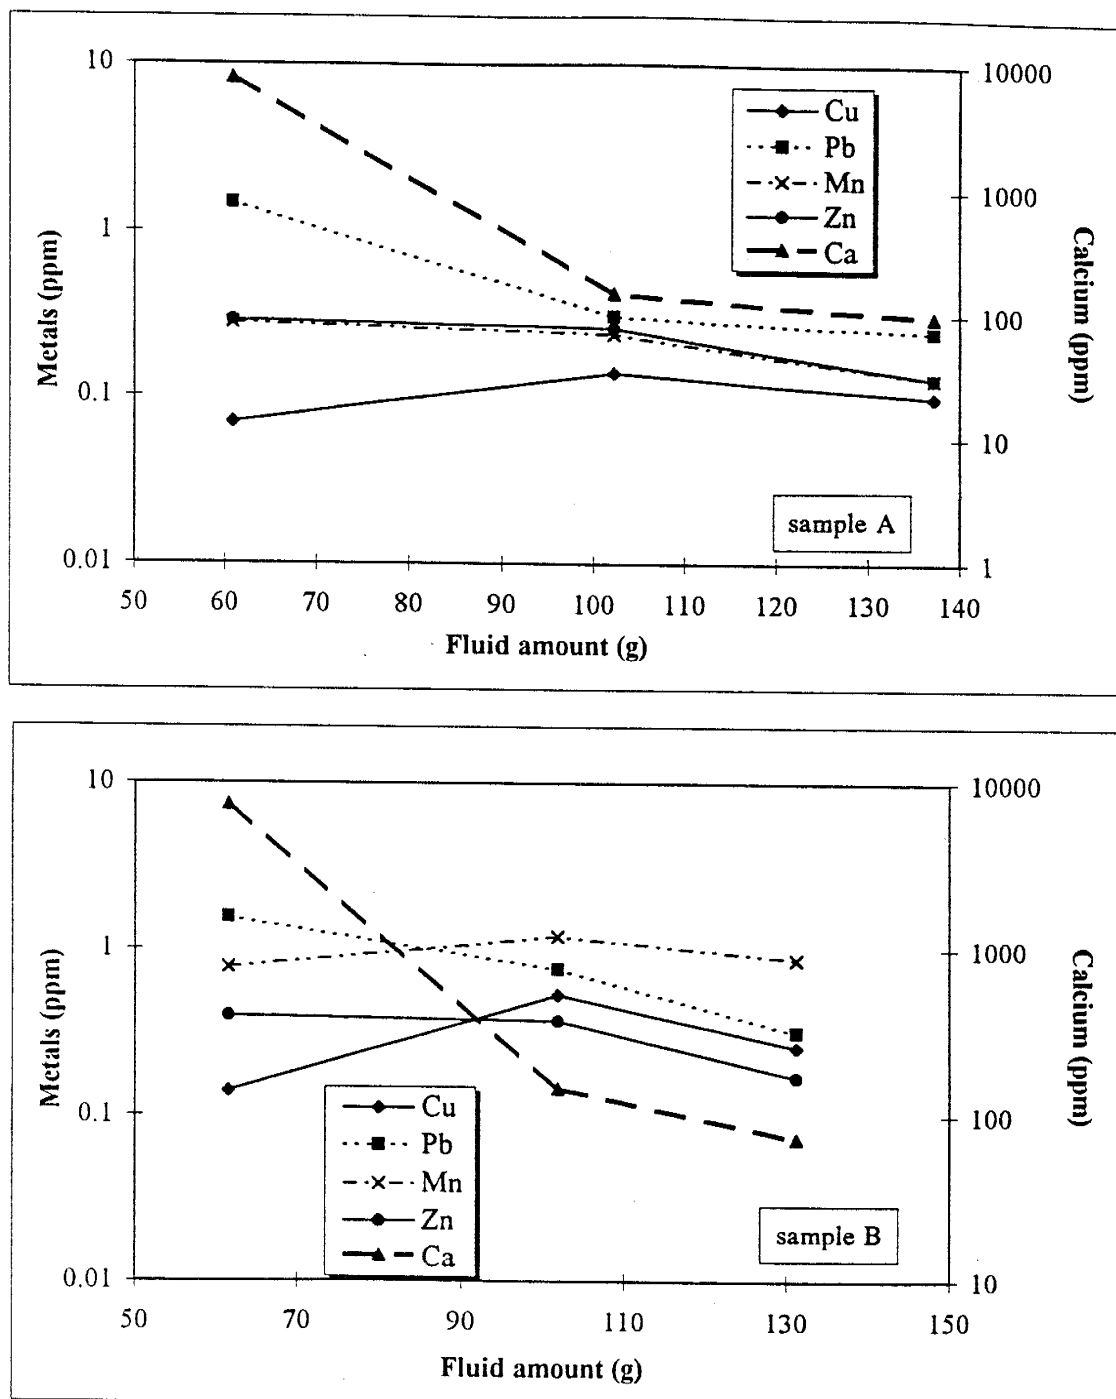 10
1
0.1
0.01
Metals (ppm)
10000
1000
100
10
1
Calcium (ppm)
Cu
Pb
Mn
Zn
Ca
sample A
50 60 70 80 90 100 110 120 130 140
Fluid amount (g)
10
1
0.1
0.01
Metals (ppm)
10000
1000
100
10
Calcium (ppm)
Cu
Pb
Mn
Zn
Ca
sample B
50 70 90 110 130 150
Fluid amount (g)